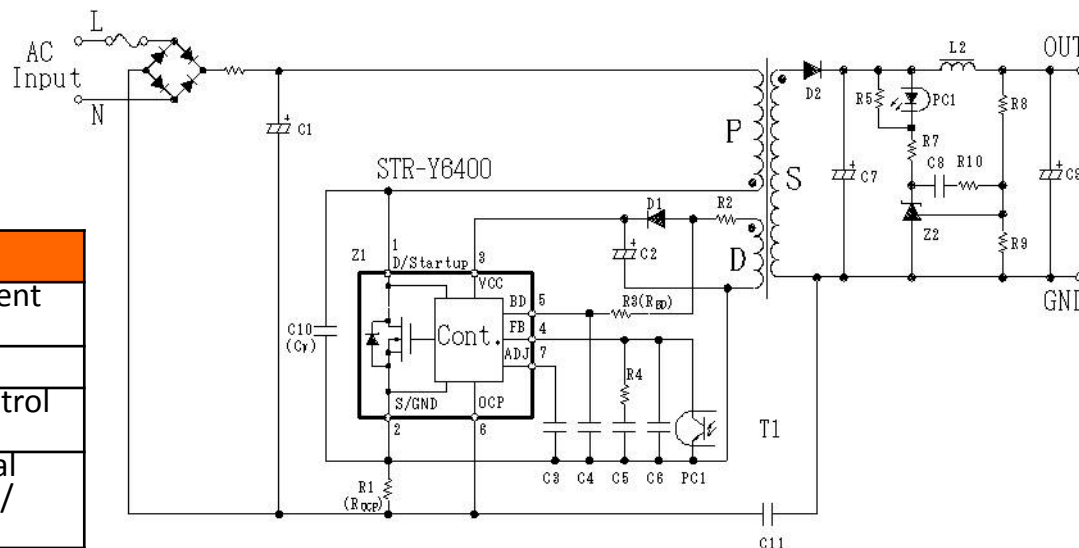 L
AC
Input
N
C1
STR-Y6400
P
S
D
D2
L2
OUT
R5
PC1
R8
R7
C8
R10
C7
Z2
R9
C9
GND
D1
R2
C2
Z1
1
D/Startup
3
VCC
BD
5
R3(RBD)
FB
4
ADJ
7
Cont.
S/GND
OCP
2
6
C10
(CV)
R4
C3
C4
C5
C6
PC1
T1
R1
(ROCP)
C11
ent
trol
al
/